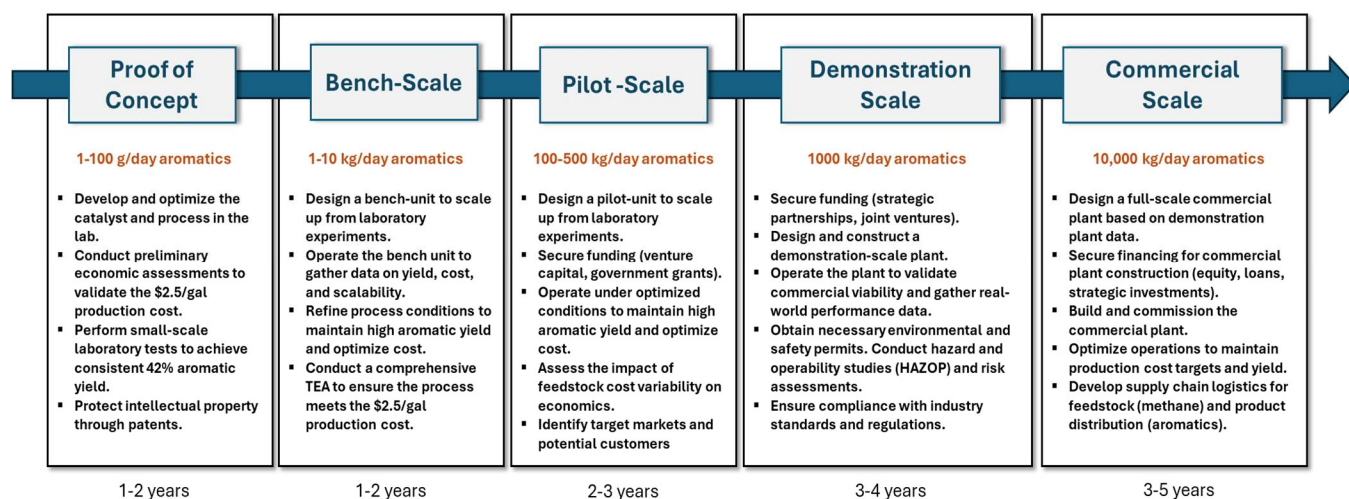 Proof of
Concept
1-100 g/day aromatics
▪ Develop and optimize the
catalyst and process in the
lab.
▪ Conduct preliminary
economic assessments to
validate the $2.5/gal
production cost.
▪ Perform small-scale
laboratory tests to achieve
consistent 42% aromatic
yield.
▪ Protect intellectual property
through patents.
1-2 years
Bench-Scale
1-10 kg/day aromatics
▪ Design a bench-unit to scale
up from laboratory
experiments.
▪ Operate the bench unit to
gather data on yield, cost,
and scalability.
▪ Refine process conditions to
maintain high aromatic yield
and optimize cost.
▪ Conduct a comprehensive
TEA to ensure the process
meets the $2.5/gal
production cost.
1-2 years
Pilot -Scale
100-500 kg/day aromatics
▪ Design a pilot-unit to scale
up from laboratory
experiments.
▪ Secure funding (venture
capital, government grants).
▪ Operate under optimized
conditions to maintain high
aromatic yield and optimize
cost.
▪ Assess the impact of
feedstock cost variability on
economics.
▪ Identify target markets and
potential customers
2-3 years
Demonstration
Scale
1000 kg/day aromatics
▪ Secure funding (strategic
partnerships, joint ventures).
▪ Design and construct a
demonstration-scale plant.
▪ Operate the plant to validate
commercial viability and gather real-
world performance data.
▪ Obtain necessary environmental and
safety permits. Conduct hazard and
operability studies (HAZOP) and risk
assessments.
▪ Ensure compliance with industry
standards and regulations.
3-4 years
Commercial
Scale
10,000 kg/day aromatics
▪ Design a full-scale commercial
plant based on demonstration
plant data.
▪ Secure financing for commercial
plant construction (equity, loans,
strategic investments).
▪ Build and commission the
commercial plant.
▪ Optimize operations to maintain
production cost targets and yield.
▪ Develop supply chain logistics for
feedstock (methane) and product
distribution (aromatics).
3-5 years